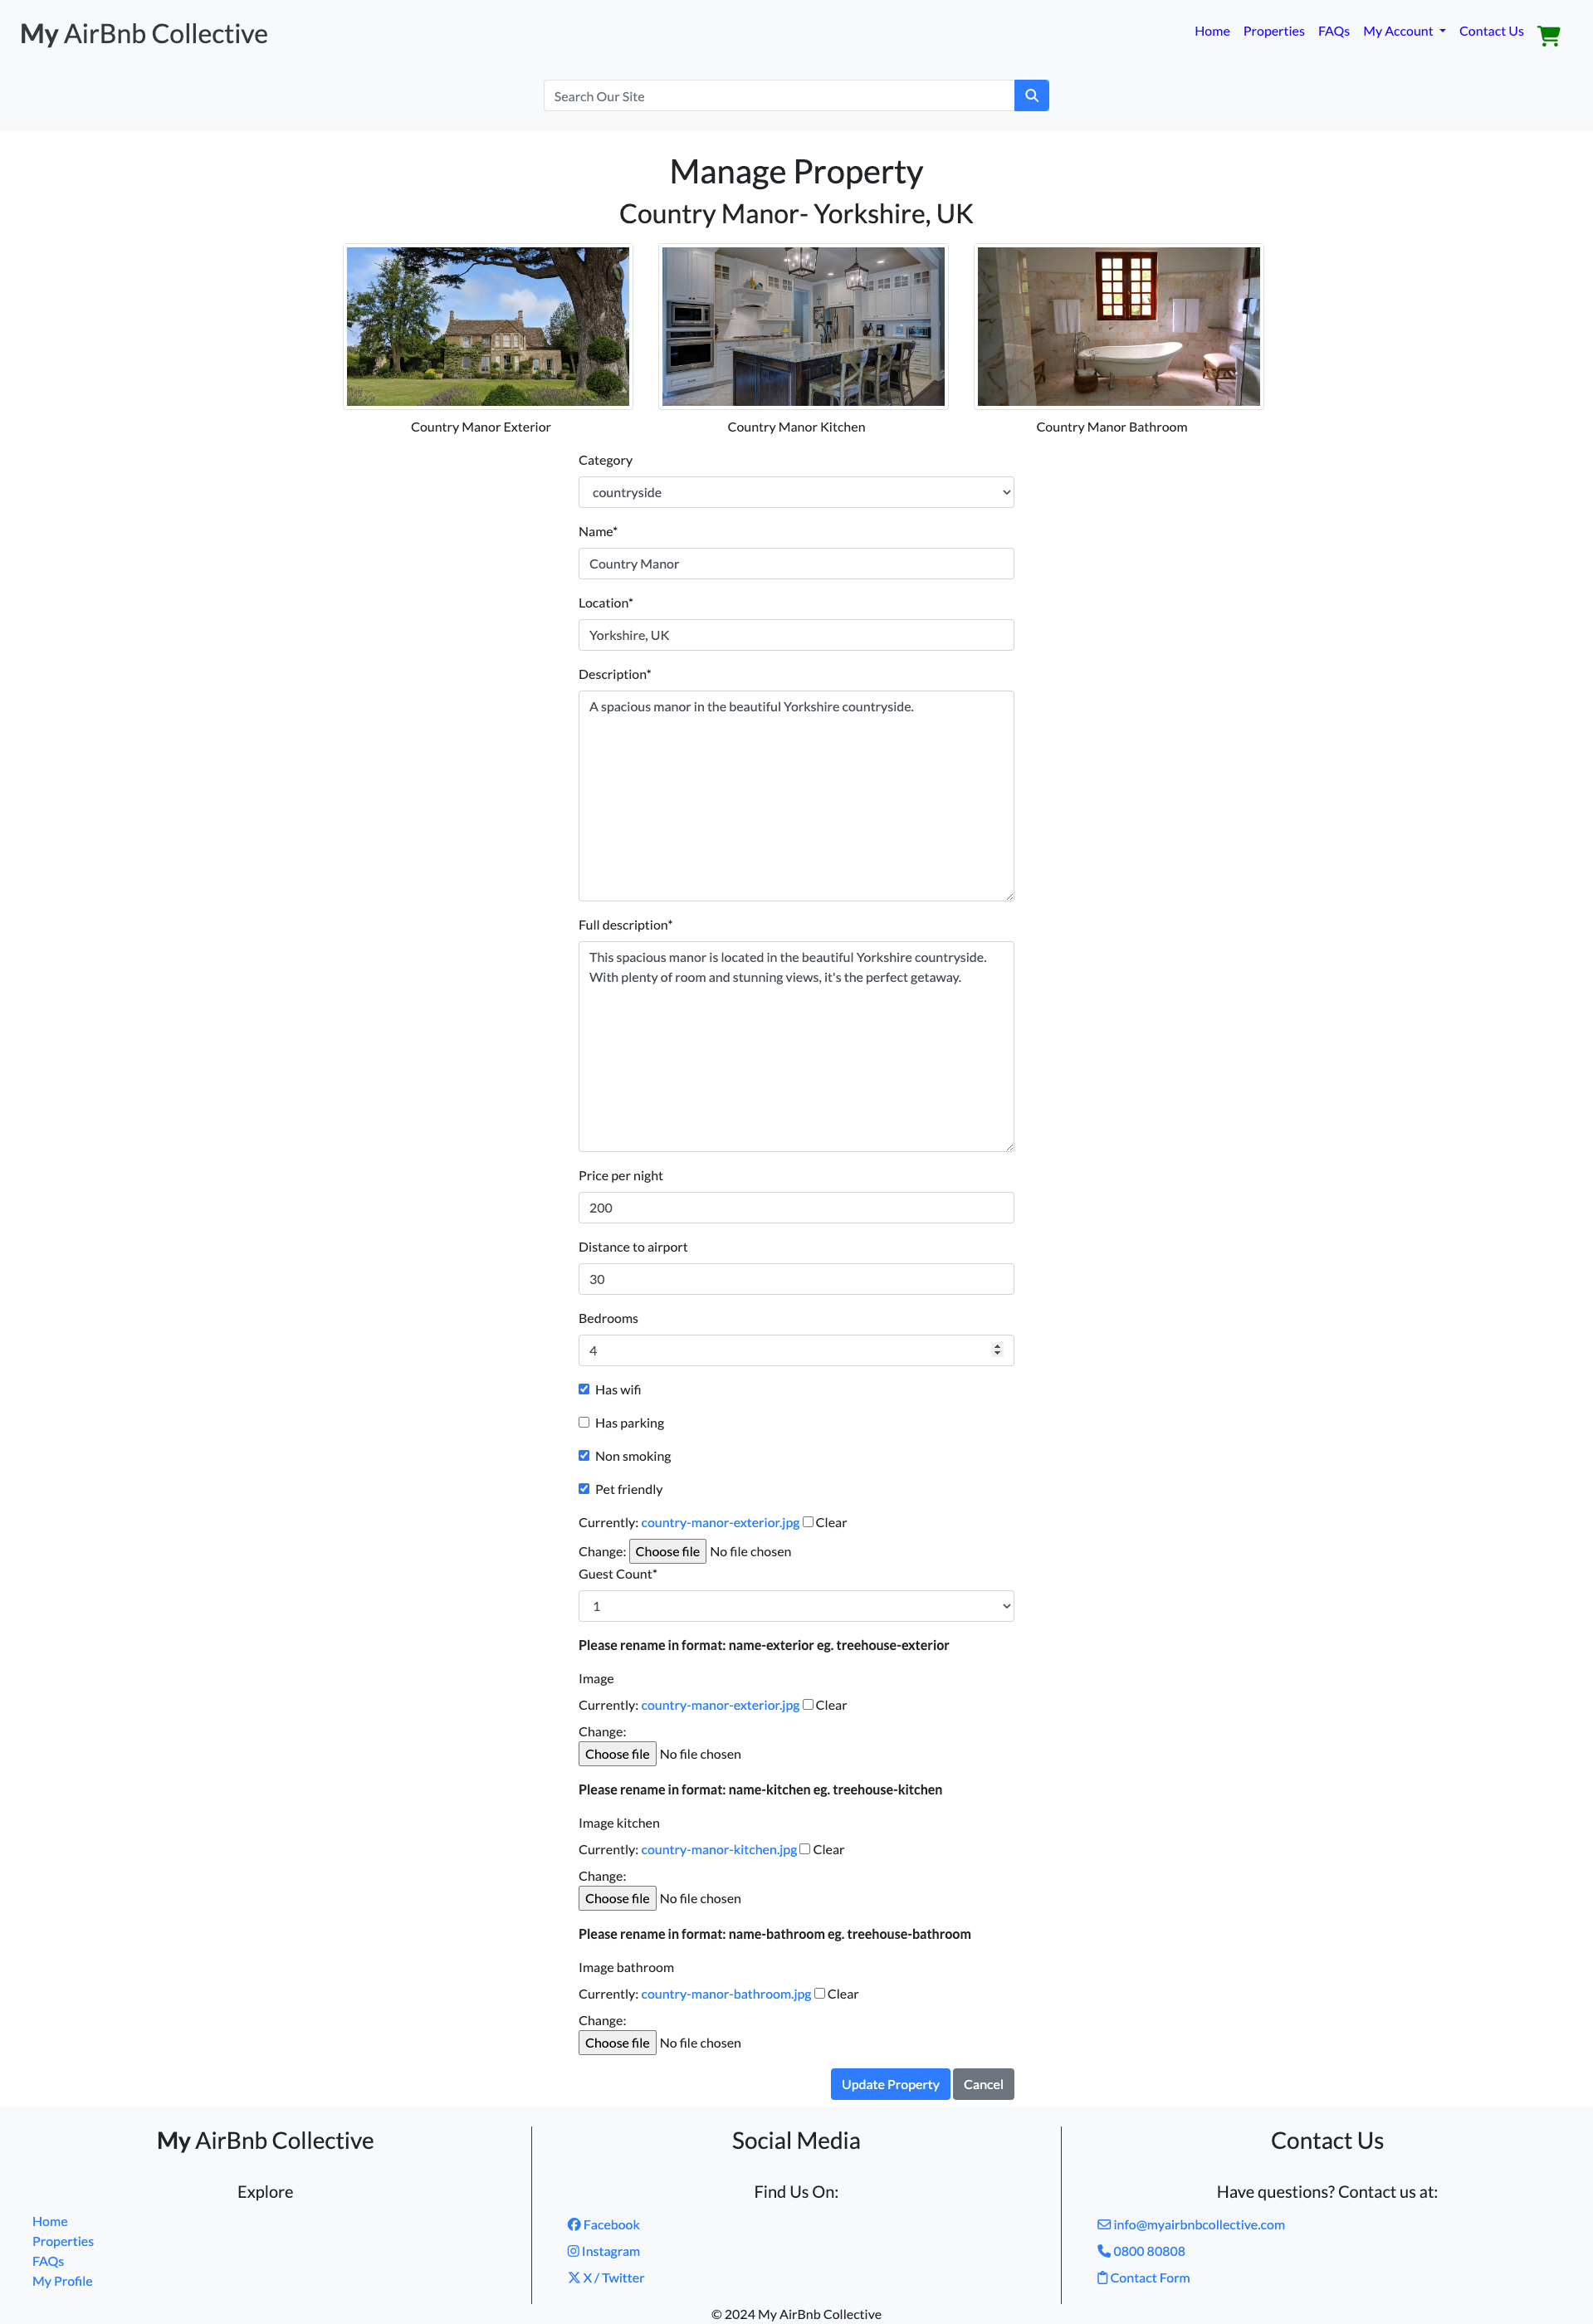 My AirBnb Collective
Home Properties FAQs My Account Contact Us
Search Our Site
Manage Property
Country Manor- Yorkshire, UK
Country Manor Exterior
Country Manor Kitchen
Country Manor Bathroom
Category
countryside
Name*
Country Manor
Location*
Yorkshire, UK
Description*
A spacious manor in the beautiful Yorkshire countryside.
Full description*
This spacious manor is located in the beautiful Yorkshire countryside.
With plenty of room and stunning views, it's the perfect getaway.
Price per night
200
Distance to airport
30
Bedrooms
4
Has wifi
Has parking
Non smoking
Pet friendly
Currently: country-manor-exterior.jpg Clear
Change: Choose file No file chosen
Guest Count*
1
Please rename in format: name-exterior eg. treehouse-exterior
Image
Currently: country-manor-exterior.jpg Clear
Change:
Choose file No file chosen
Please rename in format: name-kitchen eg. treehouse-kitchen
Image kitchen
Currently: country-manor-kitchen.jpg Clear
Change:
Choose file No file chosen
Please rename in format: name-bathroom eg. treehouse-bathroom
Image bathroom
Currently: country-manor-bathroom.jpg Clear
Change:
Choose file No file chosen
Update Property Cancel
My AirBnb Collective
Explore
Home
Properties
FAQs
My Profile
Social Media
Find Us On:
Facebook
Instagram
X / Twitter
Contact Us
Have questions? Contact us at:
info@myairbnbcollective.com
0800 80808
Contact Form
© 2024 My AirBnb Collective